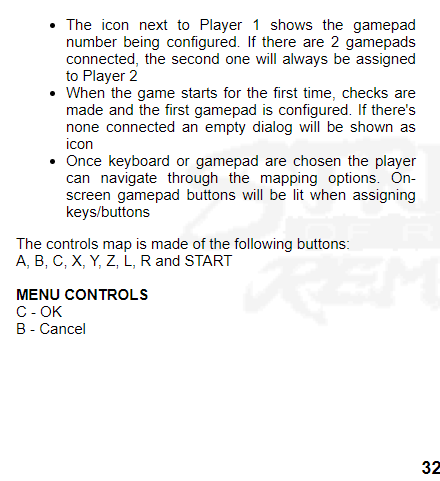 • The icon next to Player 1 shows the gamepad
number being configured. If there are 2 gamepads
connected, the second one will always be assigned
to Player 2
• When the game starts for the first time, checks are
made and the first gamepad is configured. If there's
none connected an empty dialog will be shown as
icon
• Once keyboard or gamepad are chosen the player
can navigate through the mapping options. On-
screen gamepad buttons will be lit when assigning
keys/buttons
The controls map is made of the following buttons:
A, B, C, X, Y, Z, L, R and START
MENU CONTROLS
C - OK
B - Cancel
32